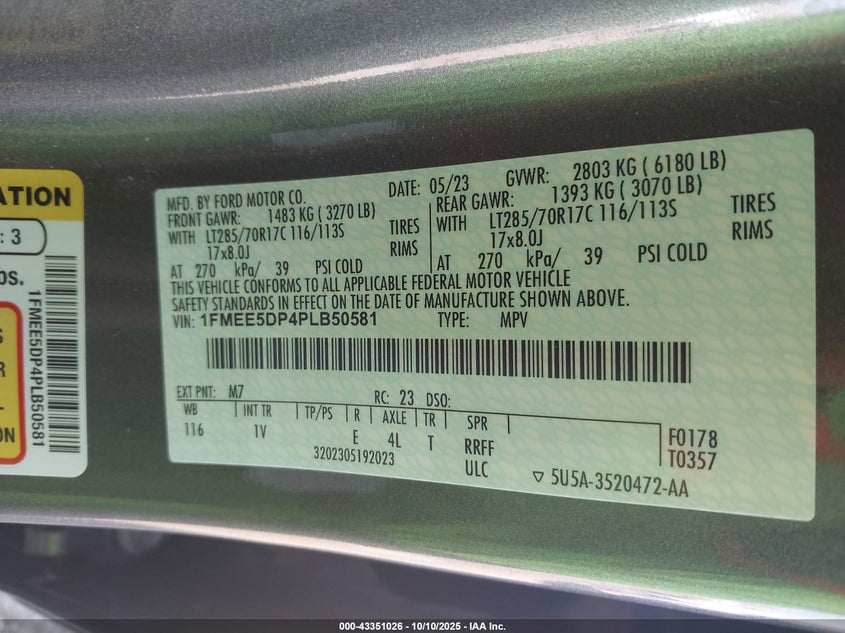 ATION
: 3
bs.
S
R
L-
ON
1FMEE5DP4PLB50581
MFD. BY FORD MOTOR CO. DATE: 05/23 GVWR: 2803 KG ( 6180 LB)
FRONT GAWR: 1483 KG ( 3270 LB) REAR GAWR: 1393 KG ( 3070 LB)
WITH LT285/70R17C 116/113S TIRES WITH LT285/70R17C 116/113S TIRES
17x8.0J RIMS 17x8.0J RIMS
AT 270 kPa/ 39 PSI COLD AT 270 kPa/ 39 PSI COLD
THIS VEHICLE CONFORMS TO ALL APPLICABLE FEDERAL MOTOR VEHICLE
SAFETY STANDARDS IN EFFECT ON THE DATE OF MANUFACTURE SHOWN ABOVE.
VIN: 1FMEE5DP4PLB50581 TYPE: MPV
EXT PNT: M7 RC: 23 DSO:
WB INT TR TP/PS R AXLE TR SPR
116 1V E 4L T RRFF F0178
3202305192023 ULC T0357
▽ 5U5A-3520472-AA
000-43351026 - 10/10/2025 - IAA Inc.